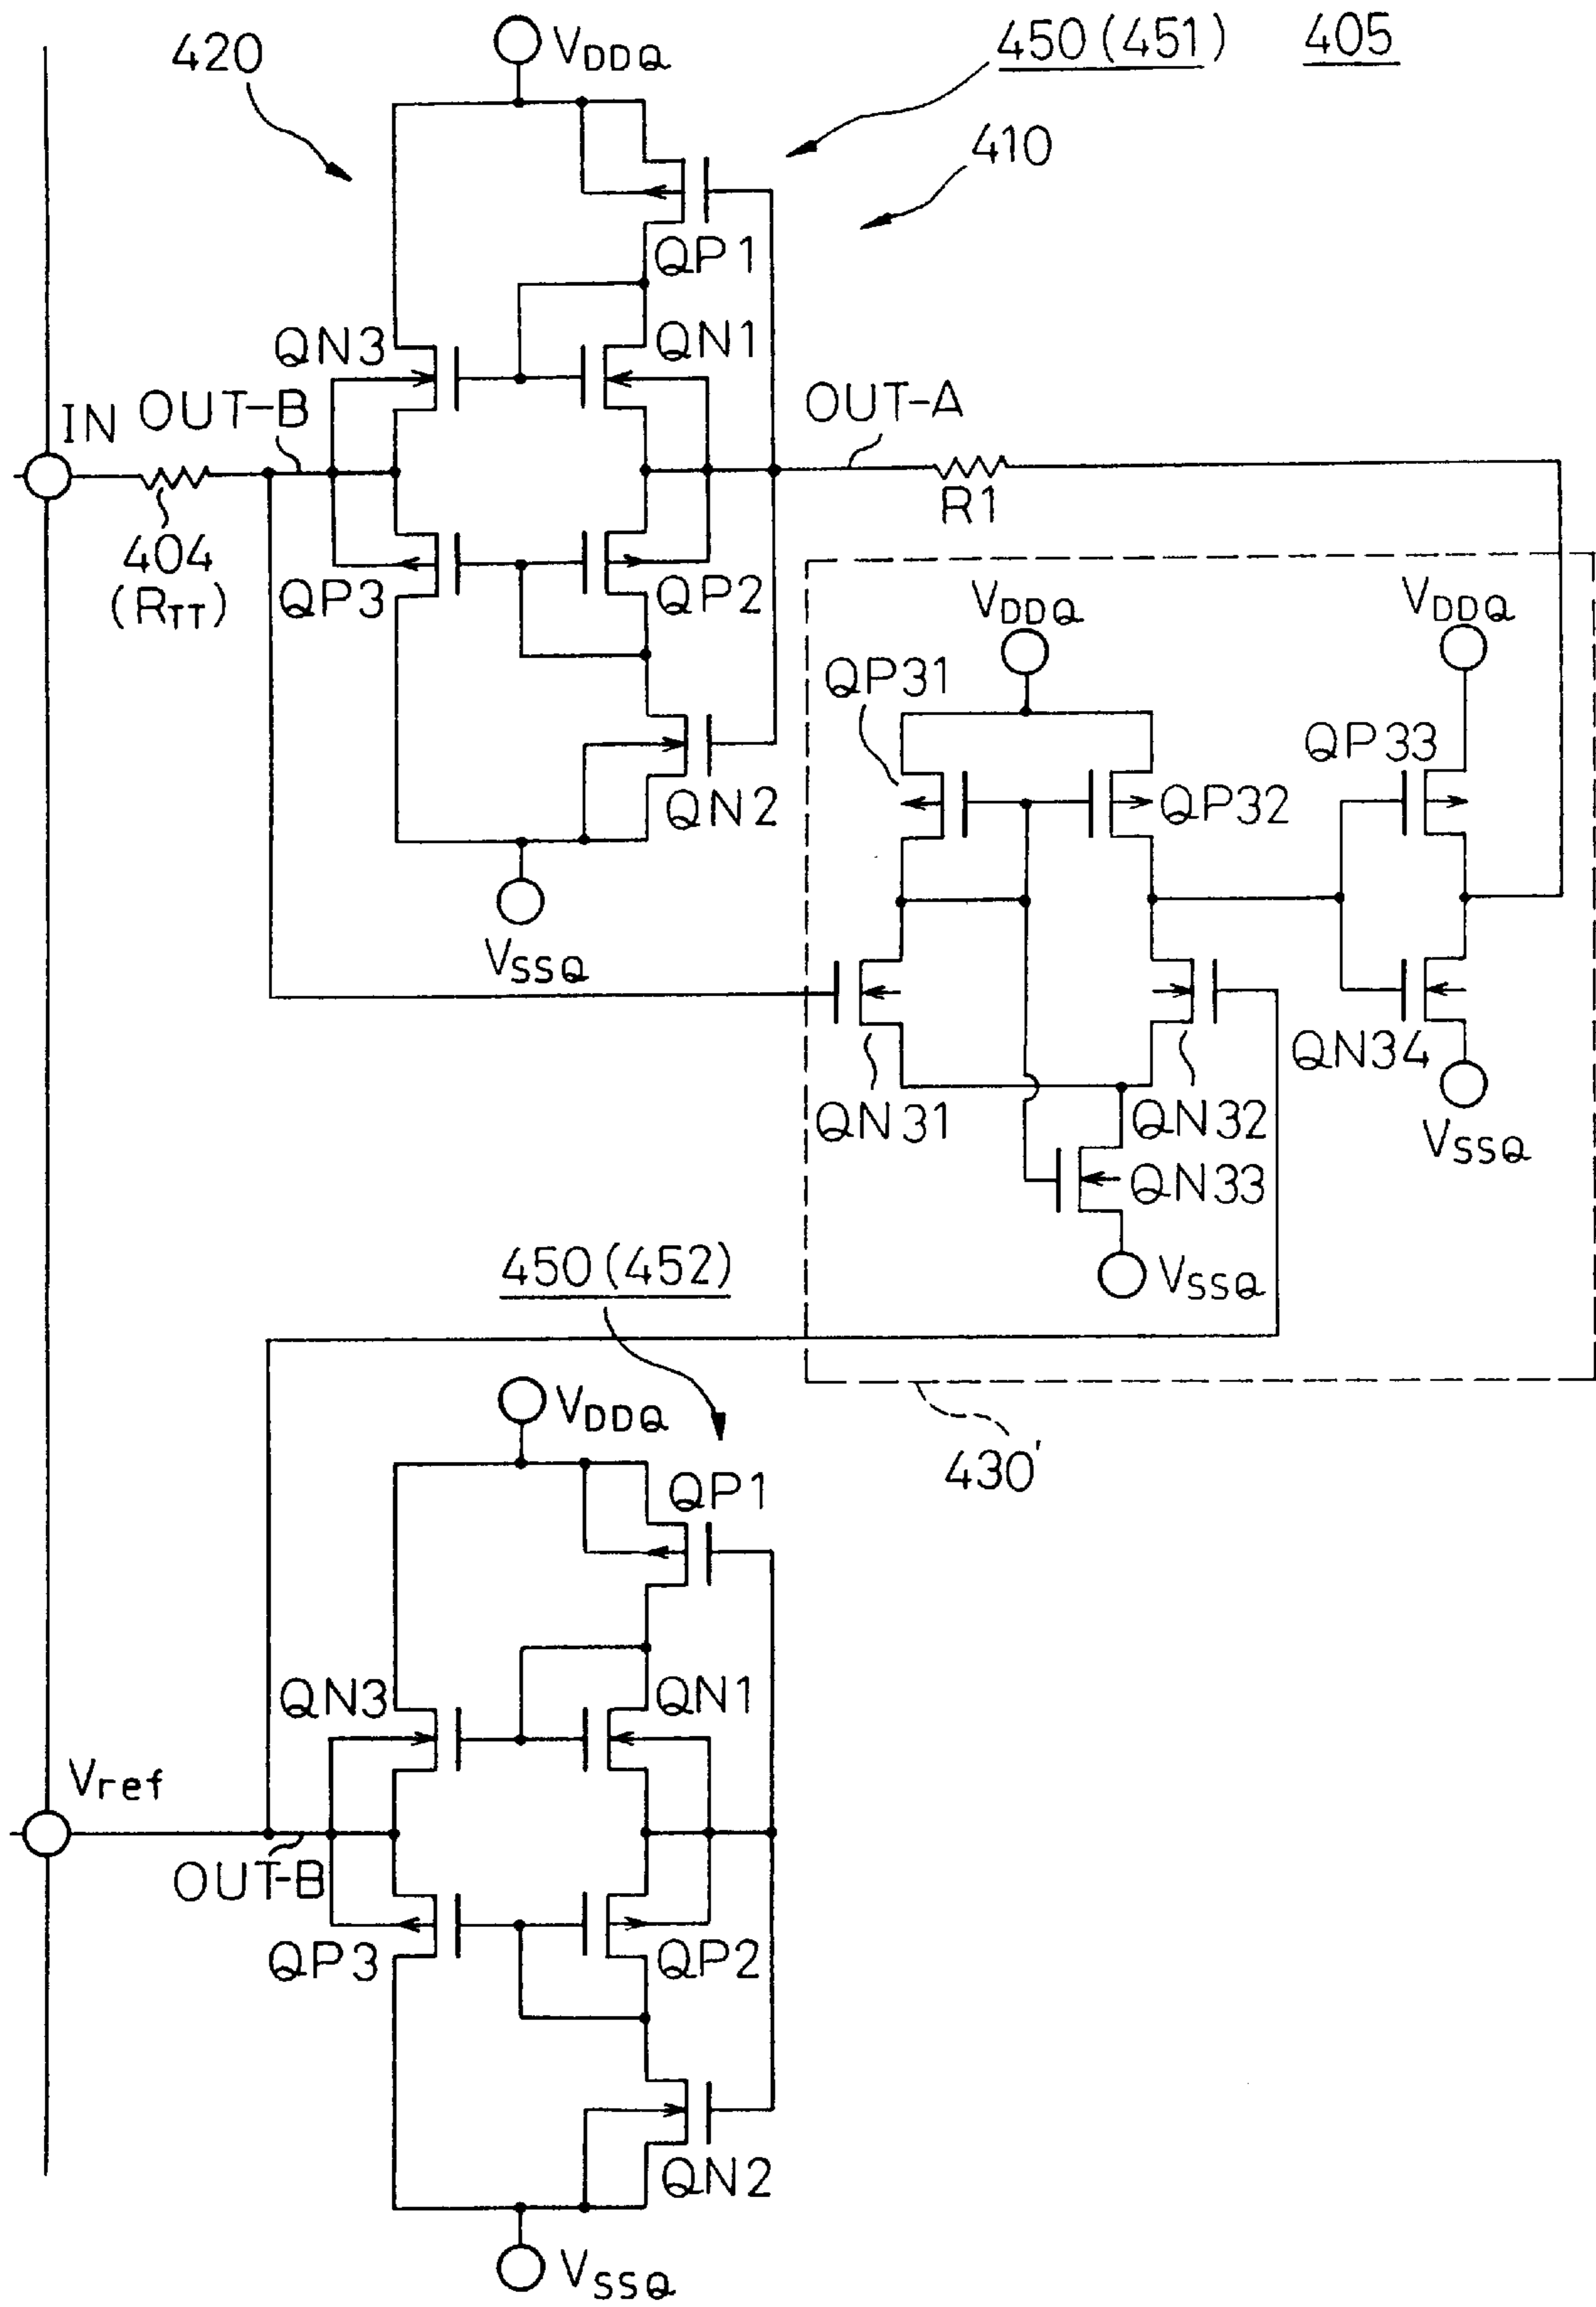 420
VDDQ
450 (451)
405
410
QP1
QN3
QN1
IN
OUT-B
OUT-A
R1
404
(RTT)
QP3
QP2
VDDQ
VDDQ
QP31
QP33
QN2
QP32
VSSQ
QN34
QN31
QN32
VSSQ
QN33
450 (452)
VSSQ
VDDQ
430'
QP1
QN3
QN1
Vref
OUT-B
QP3
QP2
QN2
VSSQ